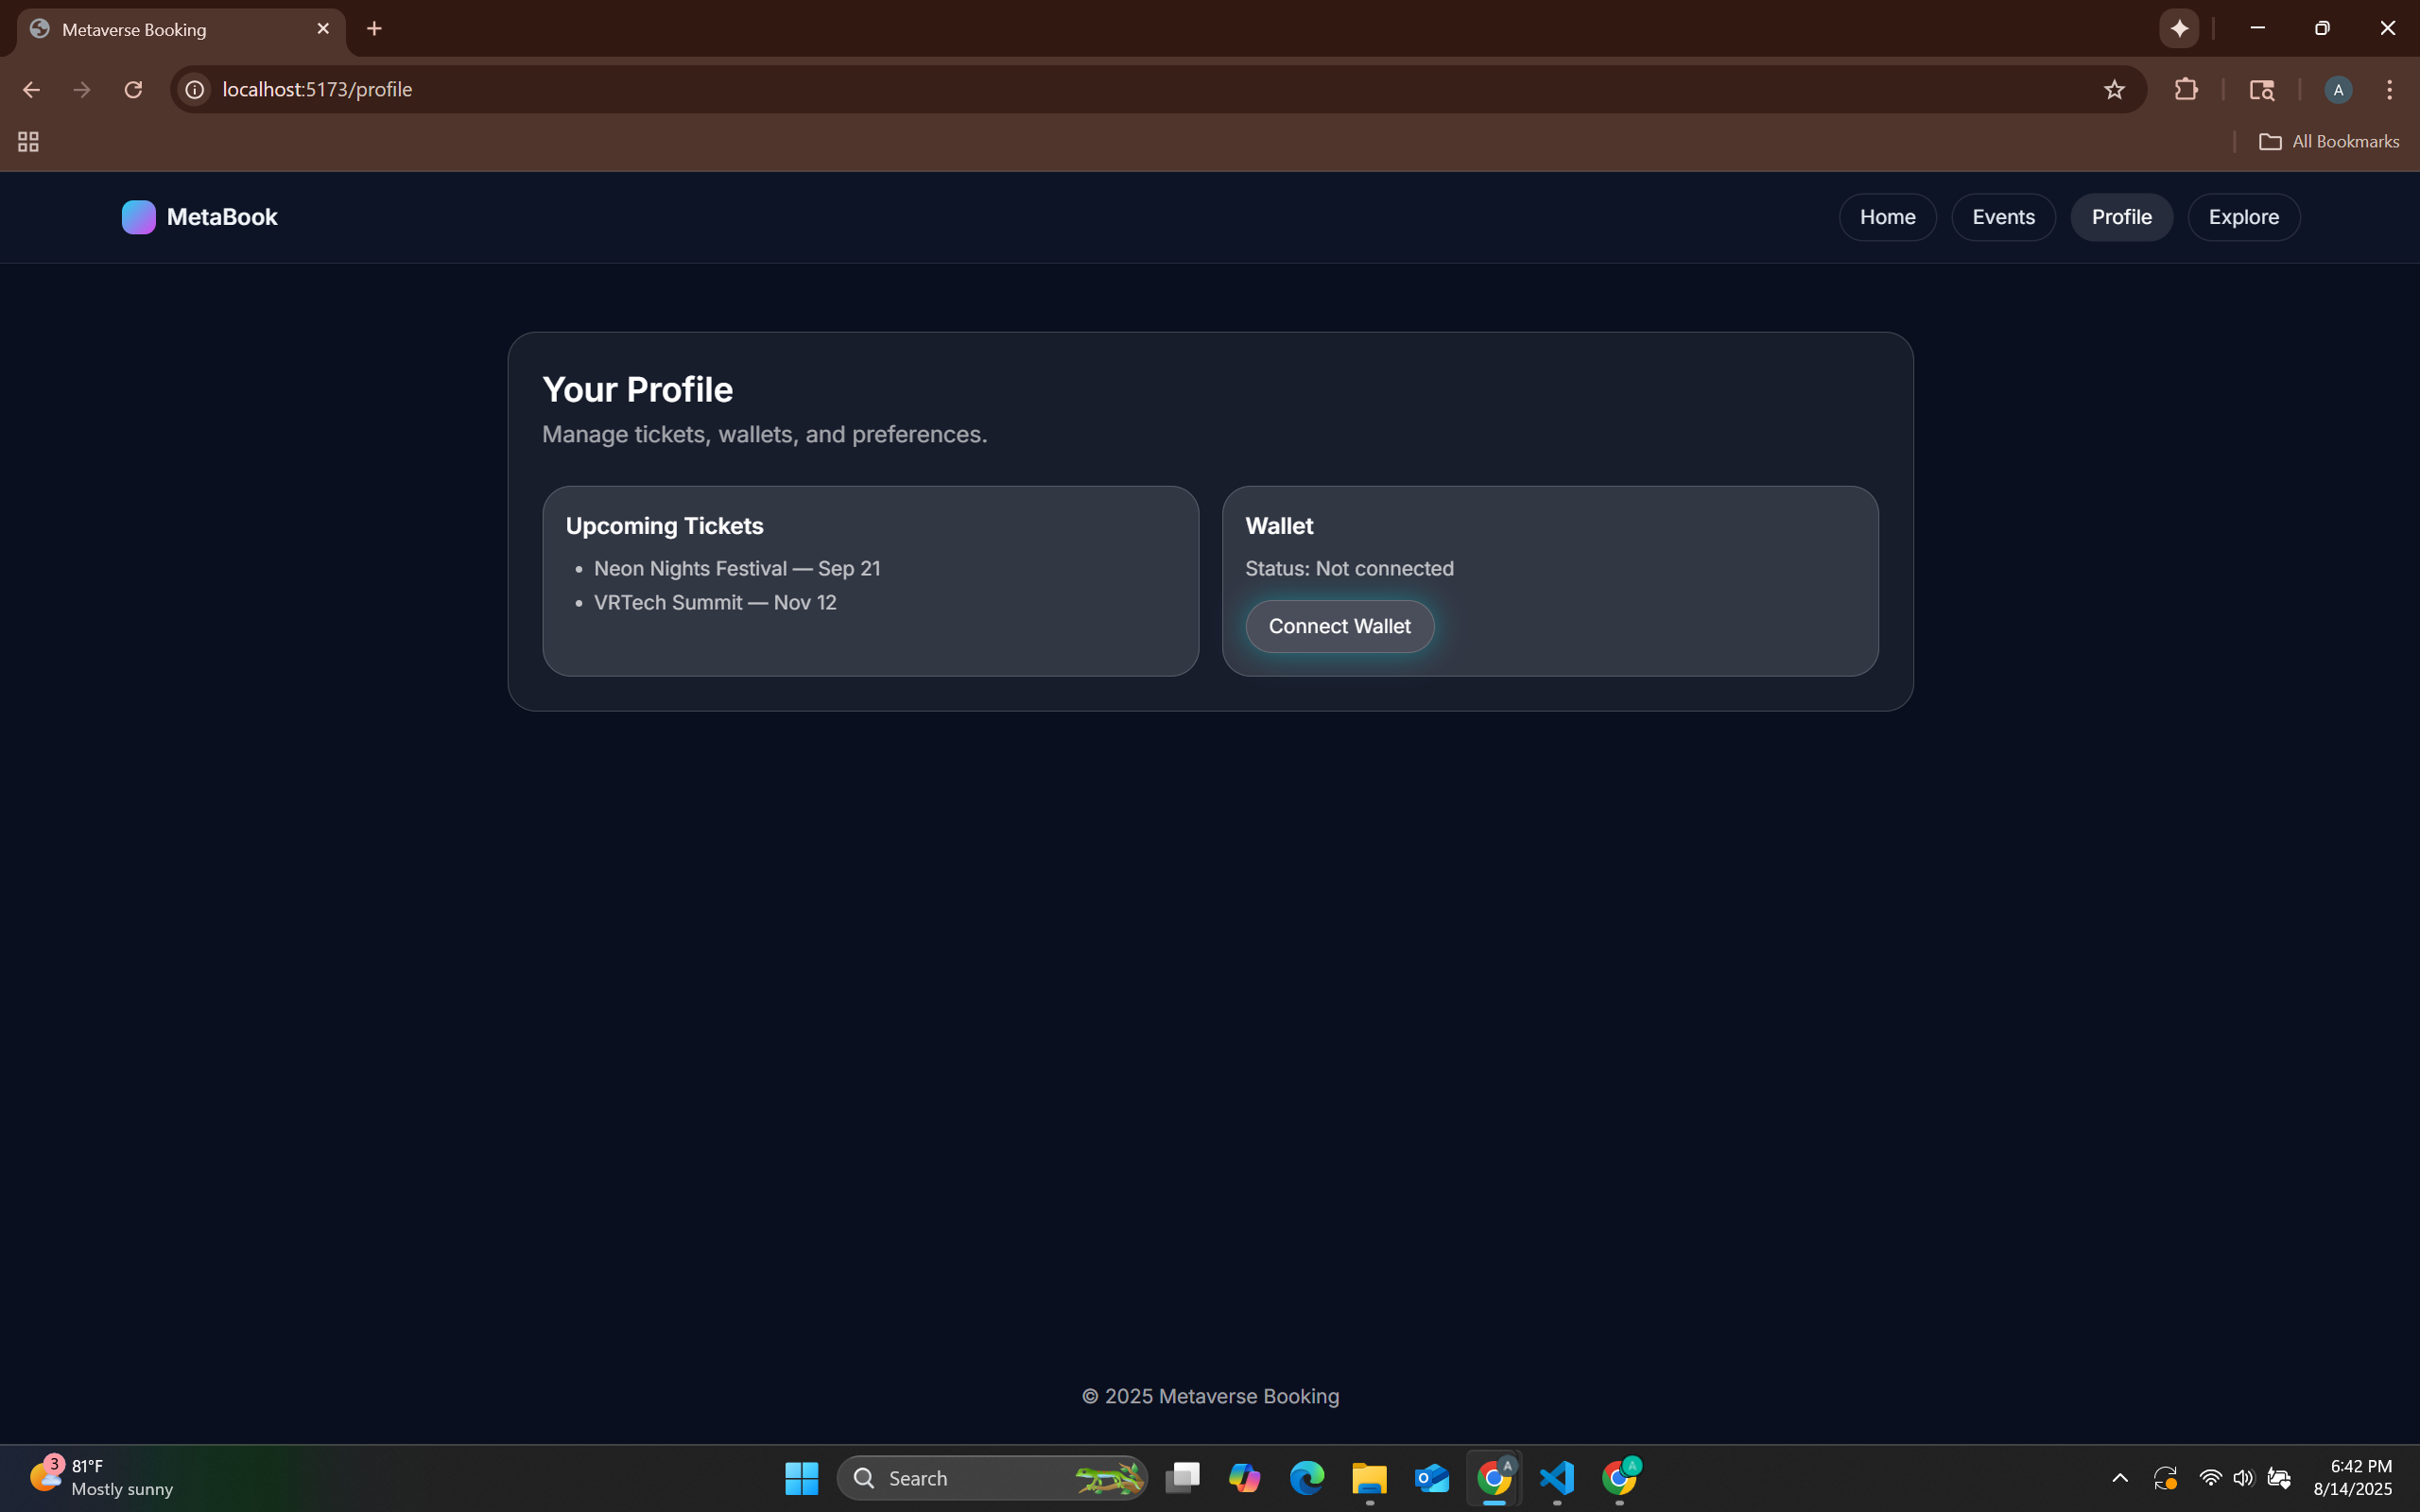 Metaverse Booking
localhost:5173/profile
A
All Bookmarks
MetaBook
Home
Events
Profile
Explore
Your Profile
Manage tickets, wallets, and preferences.
Upcoming Tickets
• Neon Nights Festival — Sep 21
• VRTech Summit — Nov 12
Wallet
Status: Not connected
Connect Wallet
© 2025 Metaverse Booking
3
81°F
Mostly sunny
Search
A
A
6:42 PM
8/14/2025